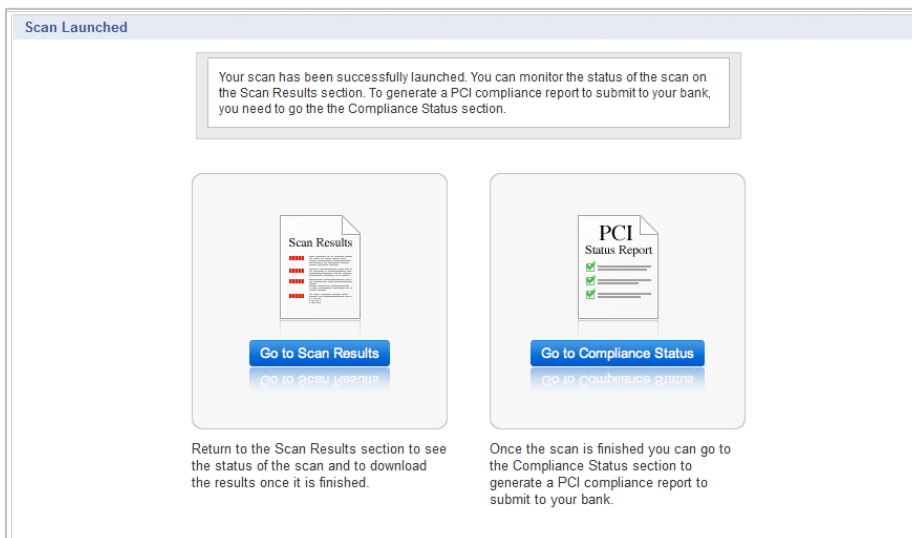 Scan Launched
Your scan has been successfully launched. You can monitor the status of the scan on
the Scan Results section. To generate a PCI compliance report to submit to your bank,
you need to go the the Compliance Status section.
Scan Results
Go to Scan Results
Return to the Scan Results section to see
the status of the scan and to download
the results once it is finished.
PCI
Status Report
Go to Compliance Status
Once the scan is finished you can go to
the Compliance Status section to
generate a PCI compliance report to
submit to your bank.